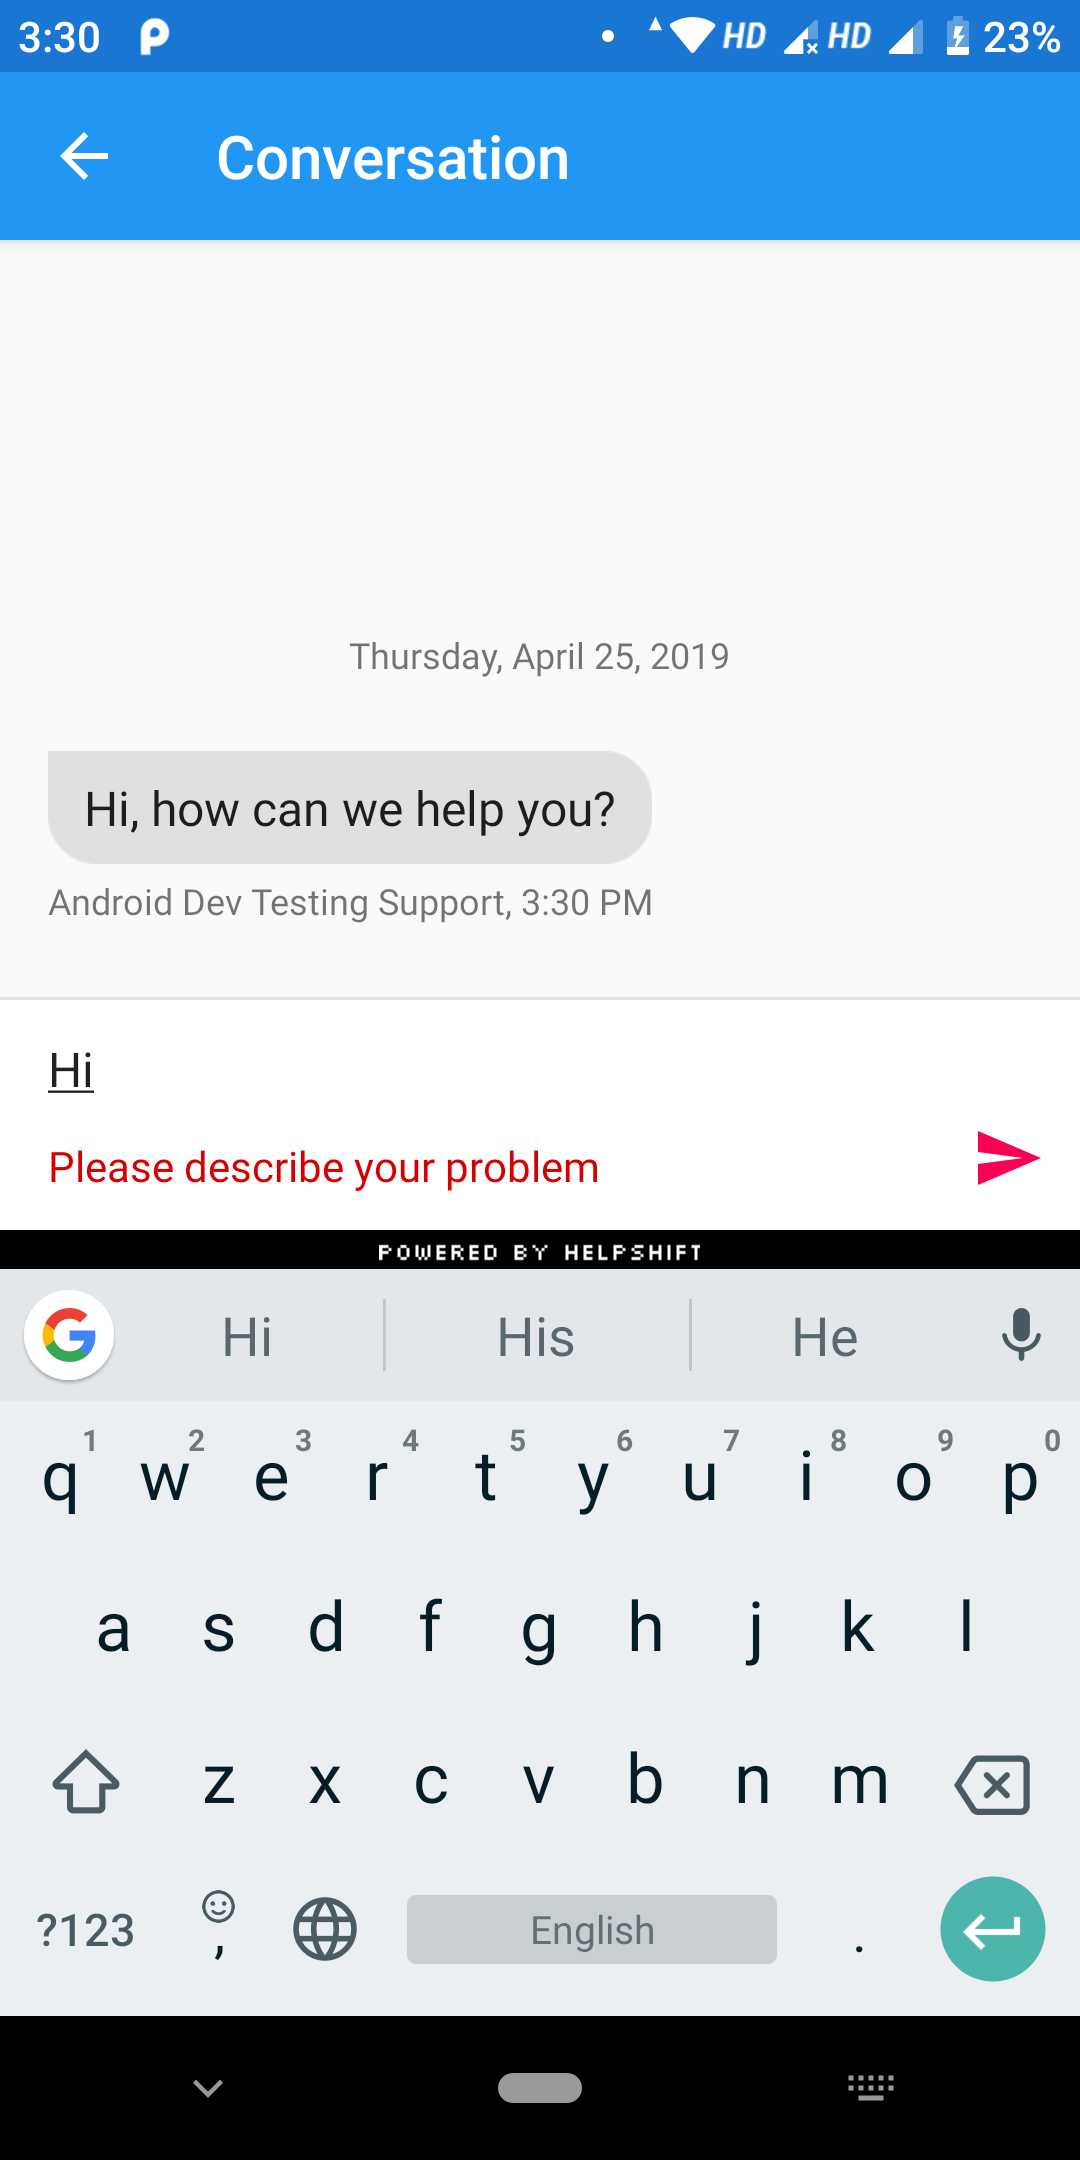 3:30 HD HD 23%
Conversation
Thursday, April 25, 2019
Hi, how can we help you?
Android Dev Testing Support, 3:30 PM
Hi
Please describe your problem
POWERED BY HELPSHIFT
Hi His He
1 2 3 4 5 6 7 8 9 0
q w e r t y u i o p
a s d f g h j k l
z x c v b n m
?123 , English .